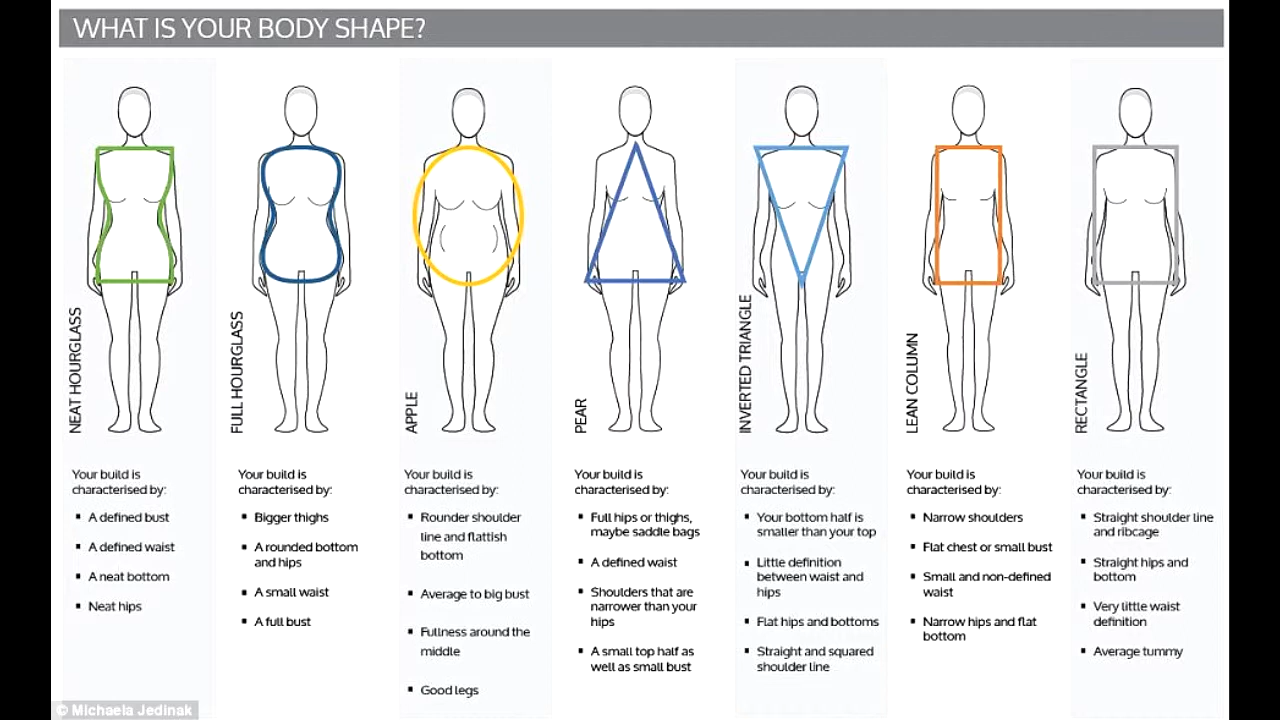 WHAT IS YOUR BODY SHAPE?
NEAT HOURGLASS
Your build is
characterised by:
▪ A defined bust
▪ A defined waist
▪ A neat bottom
▪ Neat hips
FULL HOURGLASS
Your build is
characterised by:
▪ Bigger thighs
▪ A rounded bottom
and hips
▪ A small waist
▪ A full bust
APPLE
Your build is
characterised by:
▪ Rounder shoulder
line and flattish
bottom
▪ Average to big bust
▪ Fullness around the
middle
▪ Good legs
PEAR
Your build is
characterised by:
▪ Full hips or thighs,
maybe saddle bags
▪ A defined waist
▪ Shoulders that are
narrower than your
hips
▪ A small top half as
well as small bust
INVERTED TRIANGLE
Your build is
characterised by:
▪ Your bottom half is
smaller than your top
▪ Little definition
between waist and
hips
▪ Flat hips and bottoms
▪ Straight and squared
shoulder line
LEAN COLUMN
Your build is
characterised by:
▪ Narrow shoulders
▪ Flat chest or small bust
▪ Small and non-defined
waist
▪ Narrow hips and flat
bottom
RECTANGLE
Your build is
characterised by:
▪ Straight shoulder line
and ribcage
▪ Straight hips and
bottom
▪ Very little waist
definition
▪ Average tummy
© Michaela Jedinak